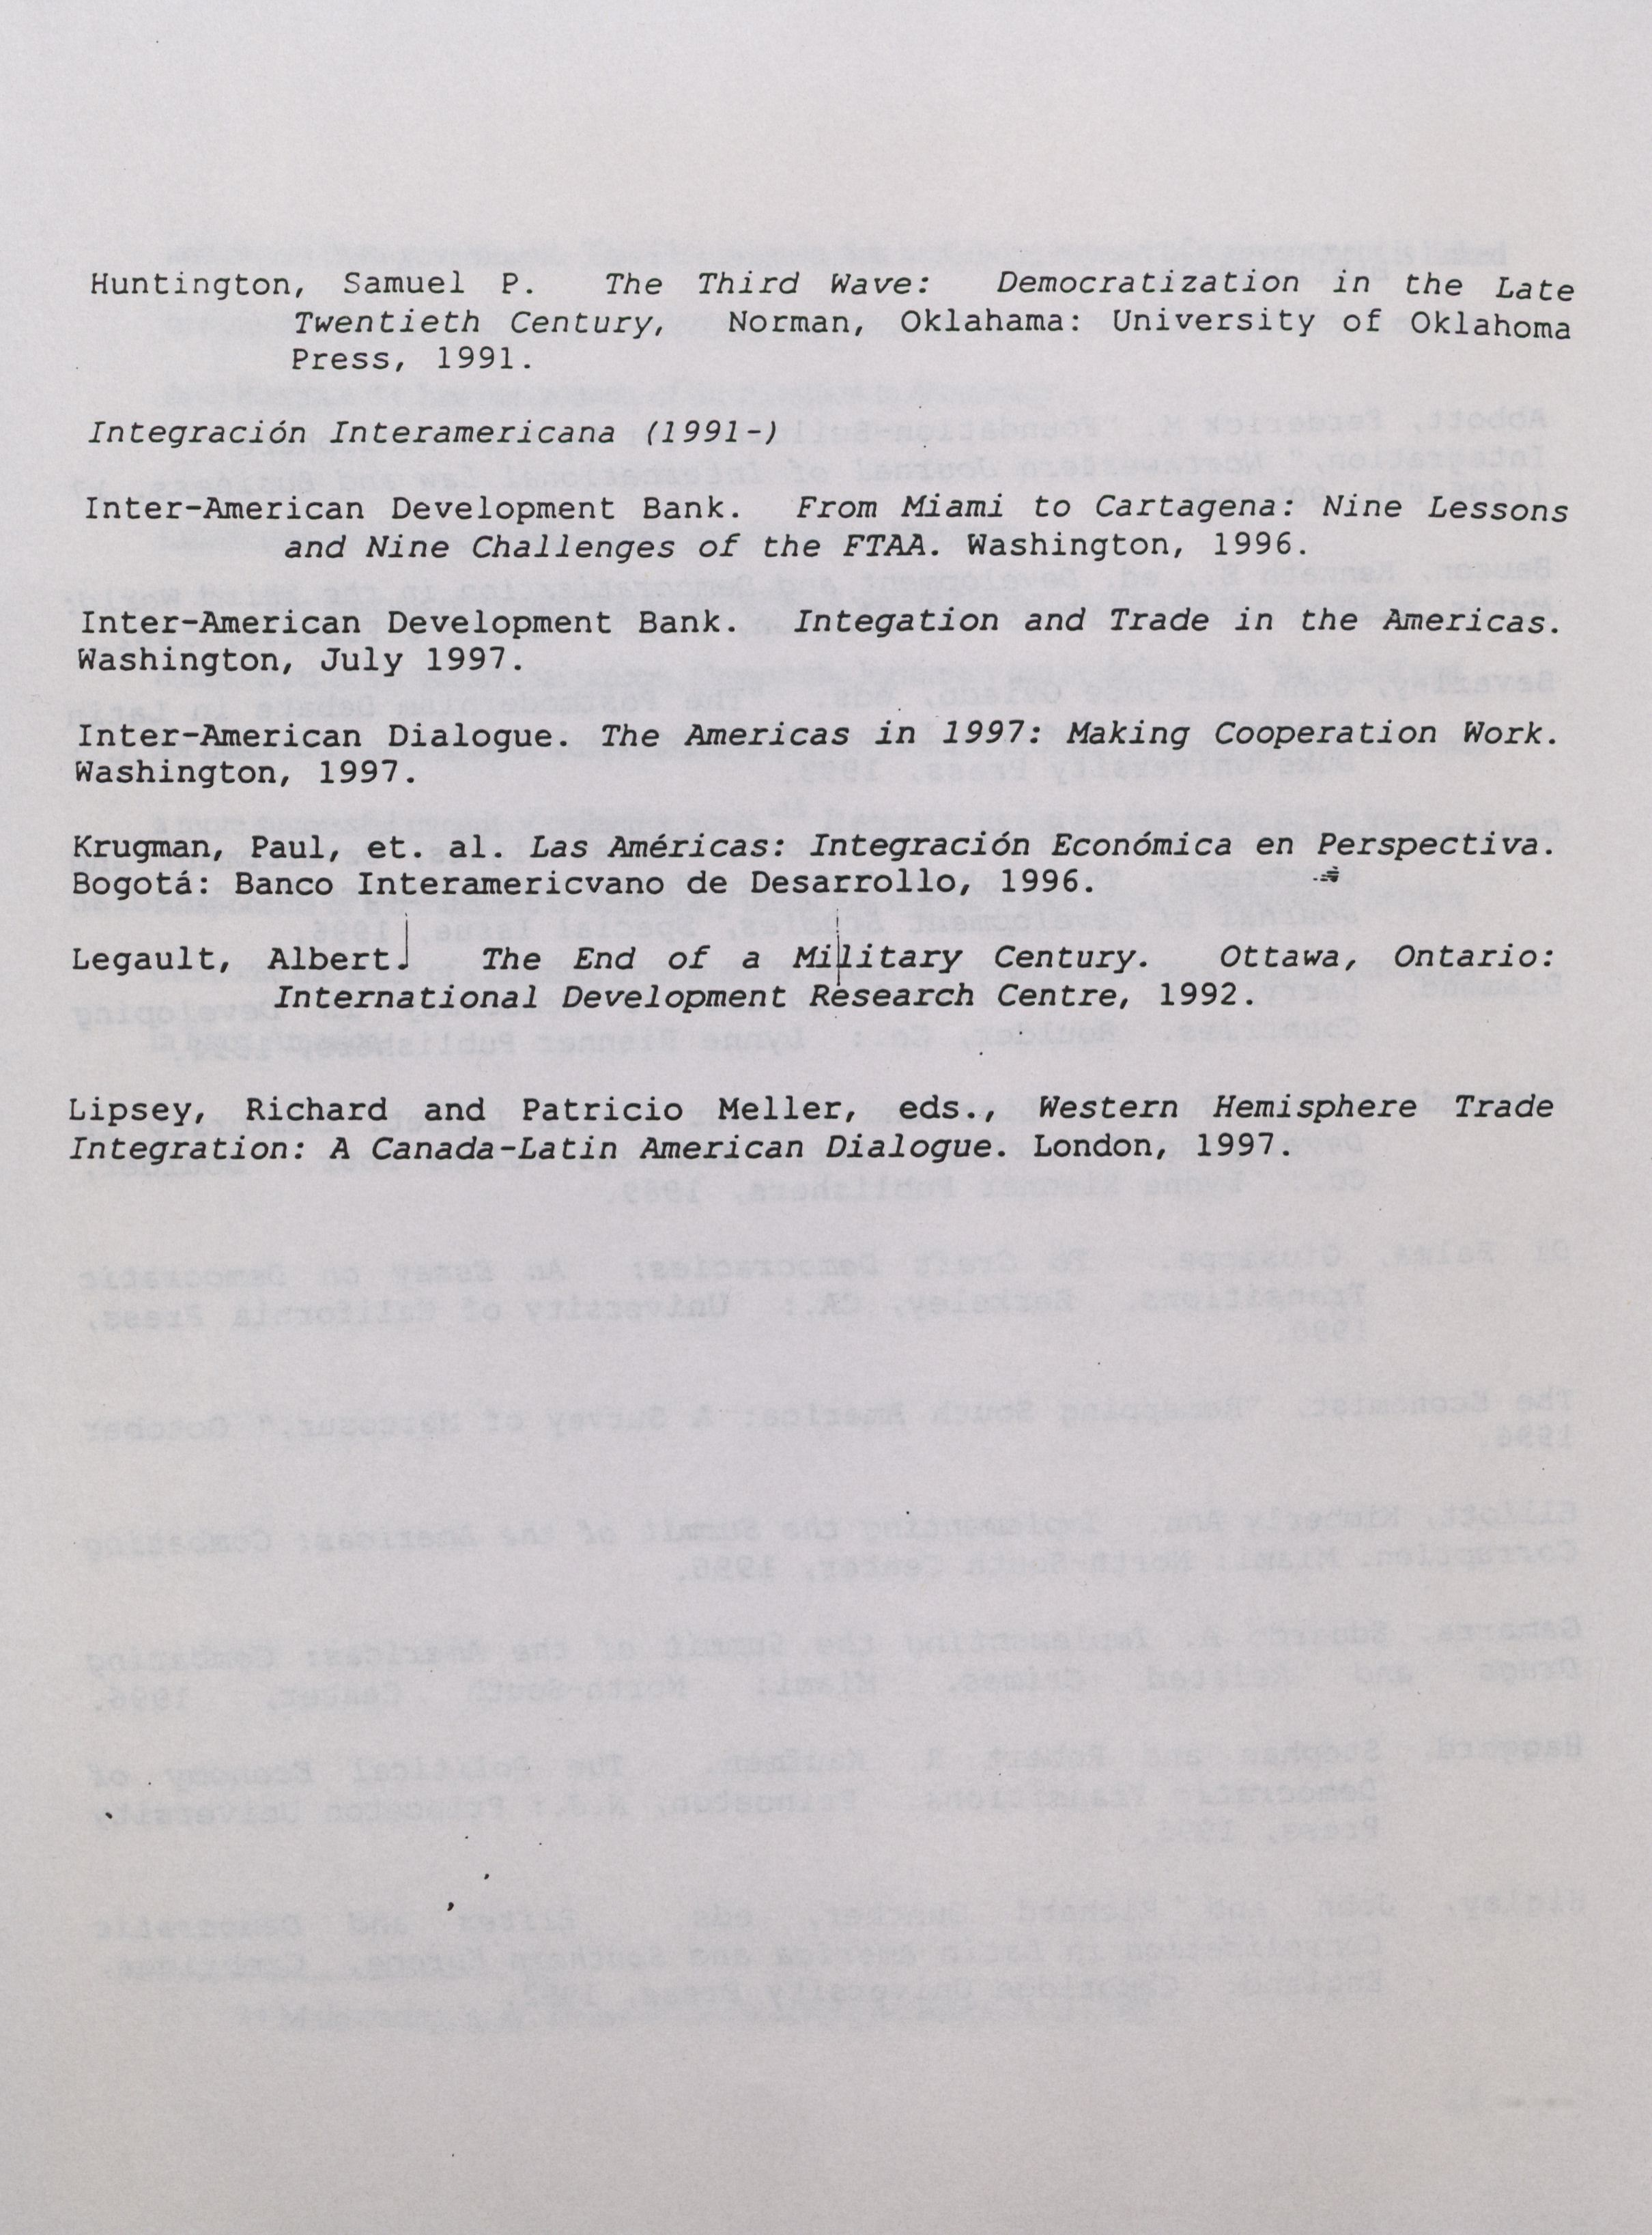 Huntington, Samuel P. The Third Wave: Democratization in the Late
Twentieth Century, Norman, Oklahama: University of Oklahoma
Press, 1991.
Integración Interamericana (1991-)
Inter-American Development Bank. From Miami to Cartagena: Nine Lessons
and Nine Challenges of the FTAA. Washington, 1996.
Inter-American Development Bank. Integation and Trade in the Americas.
Washington, July 1997.
Inter-American Dialogue. The Americas in 1997: Making Cooperation Work.
Washington, 1997.
Krugman, Paul, et. al. Las Américas: Integración Económica en Perspectiva.
Bogotá: Banco Interamericvano de Desarrollo, 1996.
Legault, Albert. The End of a Military Century. Ottawa, Ontario:
International Development Research Centre, 1992.
Lipsey, Richard and Patricio Meller, eds., Western Hemisphere Trade
Integration: A Canada-Latin American Dialogue. London, 1997.